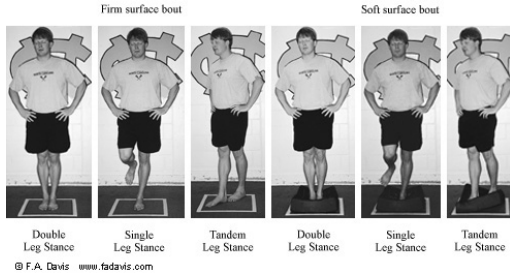 Firm surface bout
Soft surface bout
Double
Leg Stance
Single
Leg Stance
Tandem
Leg Stance
Double
Leg Stance
Single
Leg Stance
Tandem
Leg Stance
© F.A. Davis www.fadavis.com